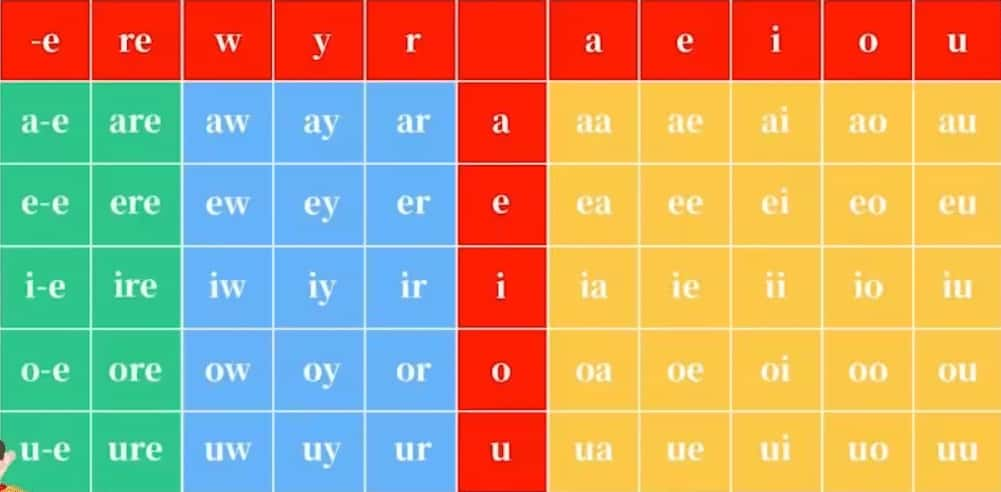 -e re w y r a e i o u
a-e are aw ay ar a aa ae ai ao au
e-e ere ew ey er e ea ee ei eo eu
i-e ire iw iy ir i ia ie ii io iu
o-e ore ow oy or o oa oe oi oo ou
u-e ure uw uy ur u ua ue ui uo uu